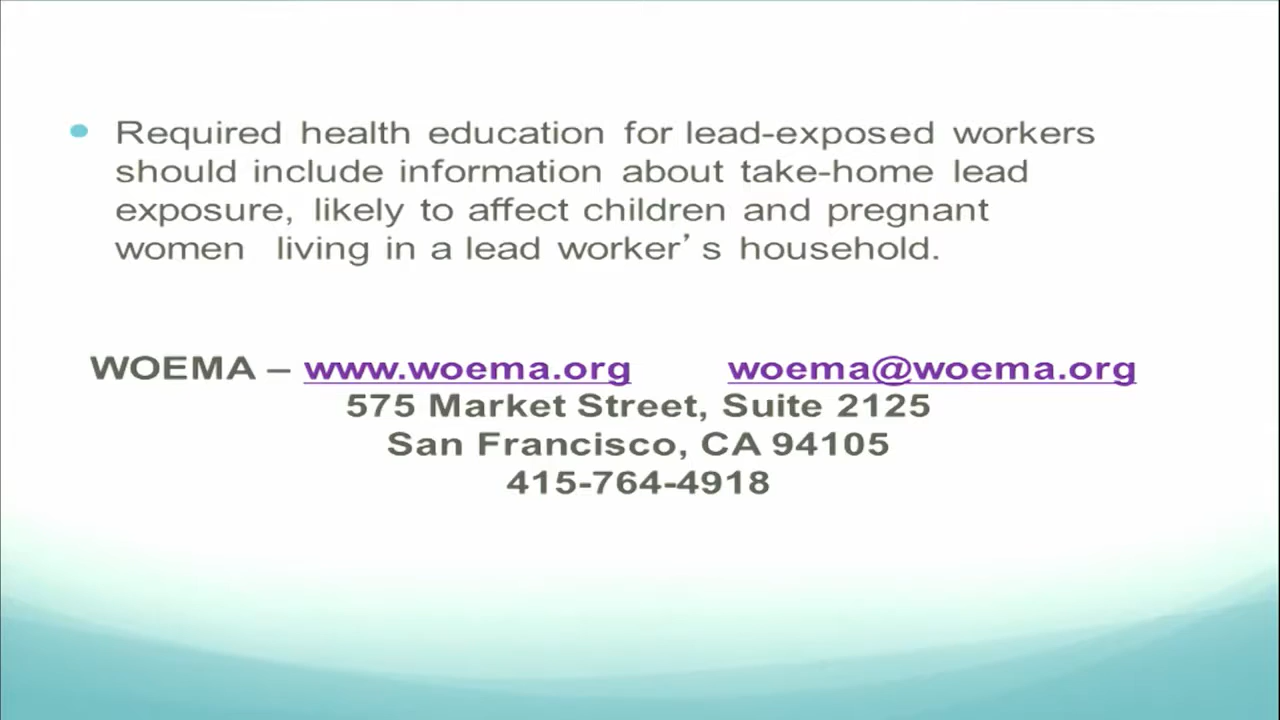 • Required health education for lead-exposed workers
should include information about take-home lead
exposure, likely to affect children and pregnant
women living in a lead worker’s household.
WOEMA – www.woema.org woema@woema.org
575 Market Street, Suite 2125
San Francisco, CA 94105
415-764-4918